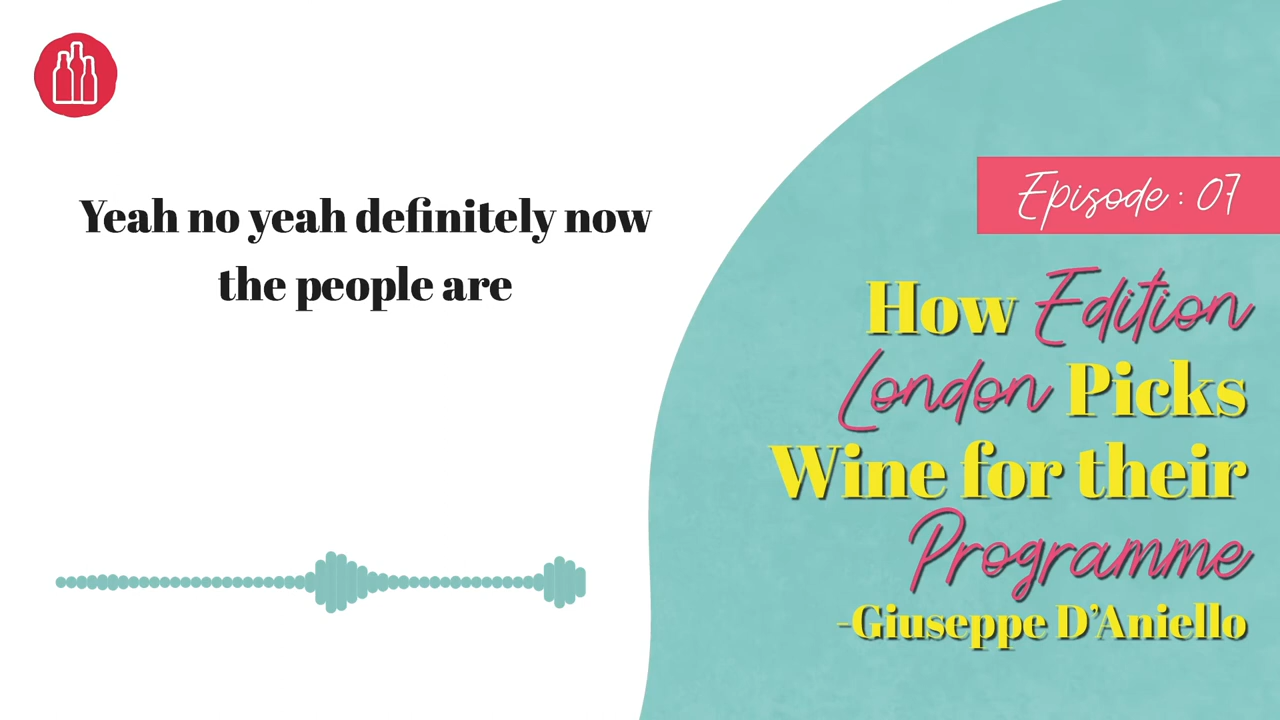 Yeah no yeah definitely now
the people are
Episode : 07
How Edition
London Picks
Wine for their
Programme
-Giuseppe D'Aniello